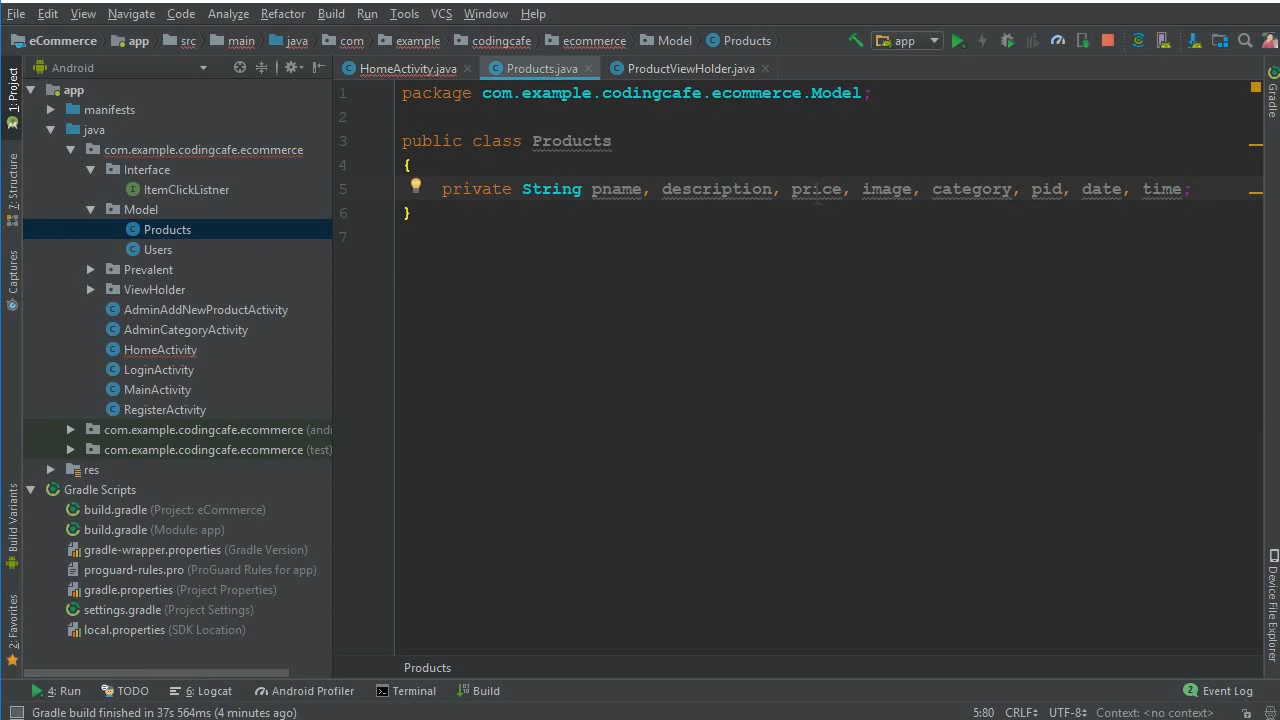 File Edit View Navigate Code Analyze Refactor Build Run Tools VCS Window Help
eCommerce app src main java com example codingcafe ecommerce Model Products app
Android
HomeActivity.java Products.java ProductViewHolder.java
1: Project
7: Structure
Captures
Build Variants
2: Favorites
app
manifests
java
com.example.codingcafe.ecommerce
Interface
ItemClickListner
Model
Products
Users
Prevalent
ViewHolder
AdminAddNewProductActivity
AdminCategoryActivity
HomeActivity
LoginActivity
MainActivity
RegisterActivity
com.example.codingcafe.ecommerce (andr
com.example.codingcafe.ecommerce (test)
res
Gradle Scripts
build.gradle (Project: eCommerce)
build.gradle (Module: app)
gradle-wrapper.properties (Gradle Version)
proguard-rules.pro (ProGuard Rules for app)
gradle.properties (Project Properties)
settings.gradle (Project Settings)
local.properties (SDK Location)
1 package com.example.codingcafe.ecommerce.Model;
2
3 public class Products
4 {
5 private String pname, description, price, image, category, pid, date, time;
6 }
7
Products
Gradle
Device File Explorer
4: Run TODO 6: Logcat Android Profiler Terminal Build 2 Event Log
Gradle build finished in 37s 564ms (4 minutes ago) 5:80 CRLF UTF-8 Context: <no context>